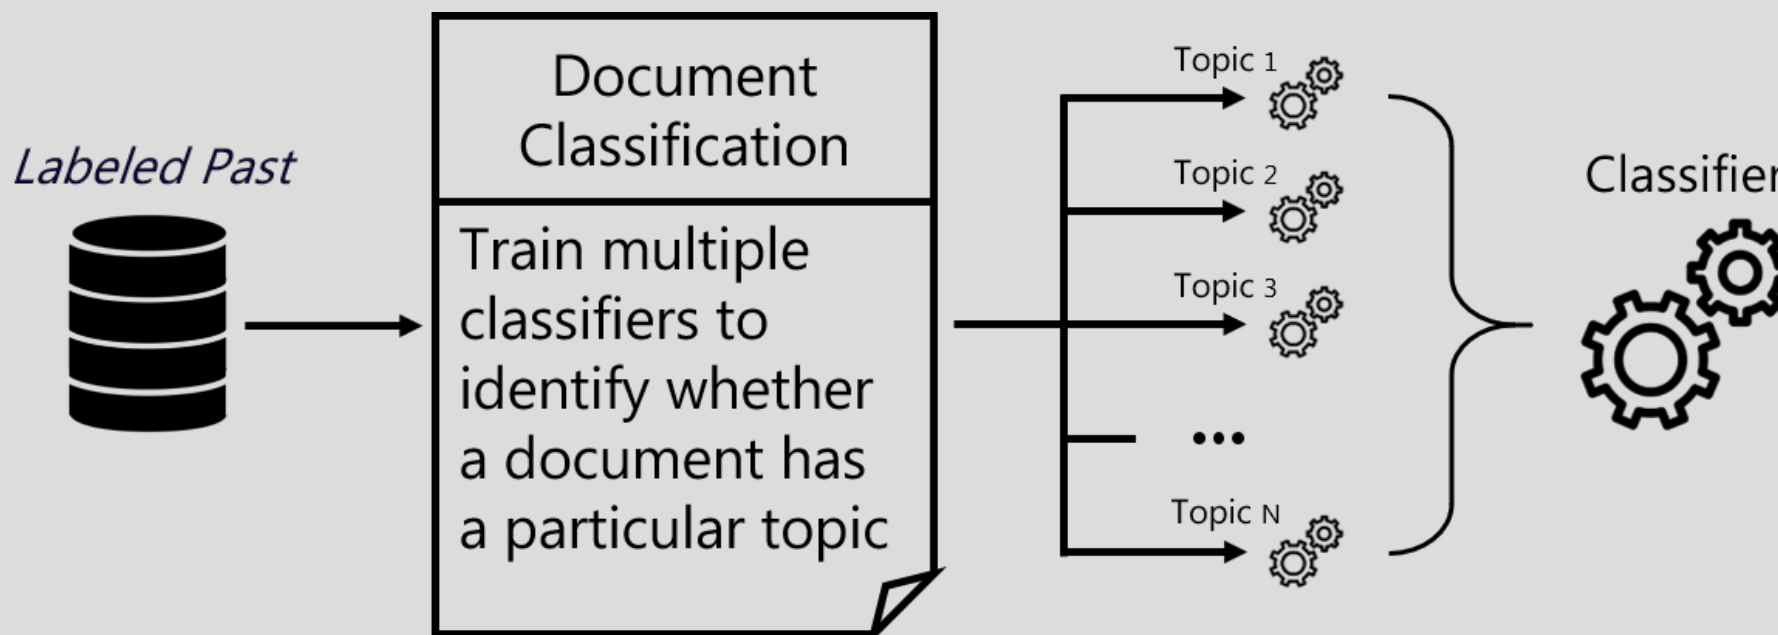 Labeled Past
Document
Classification
Train multiple
classifiers to
identify whether
a document has
a particular topic
Topic 1
Topic 2
Topic 3
...
Topic N
Classifier